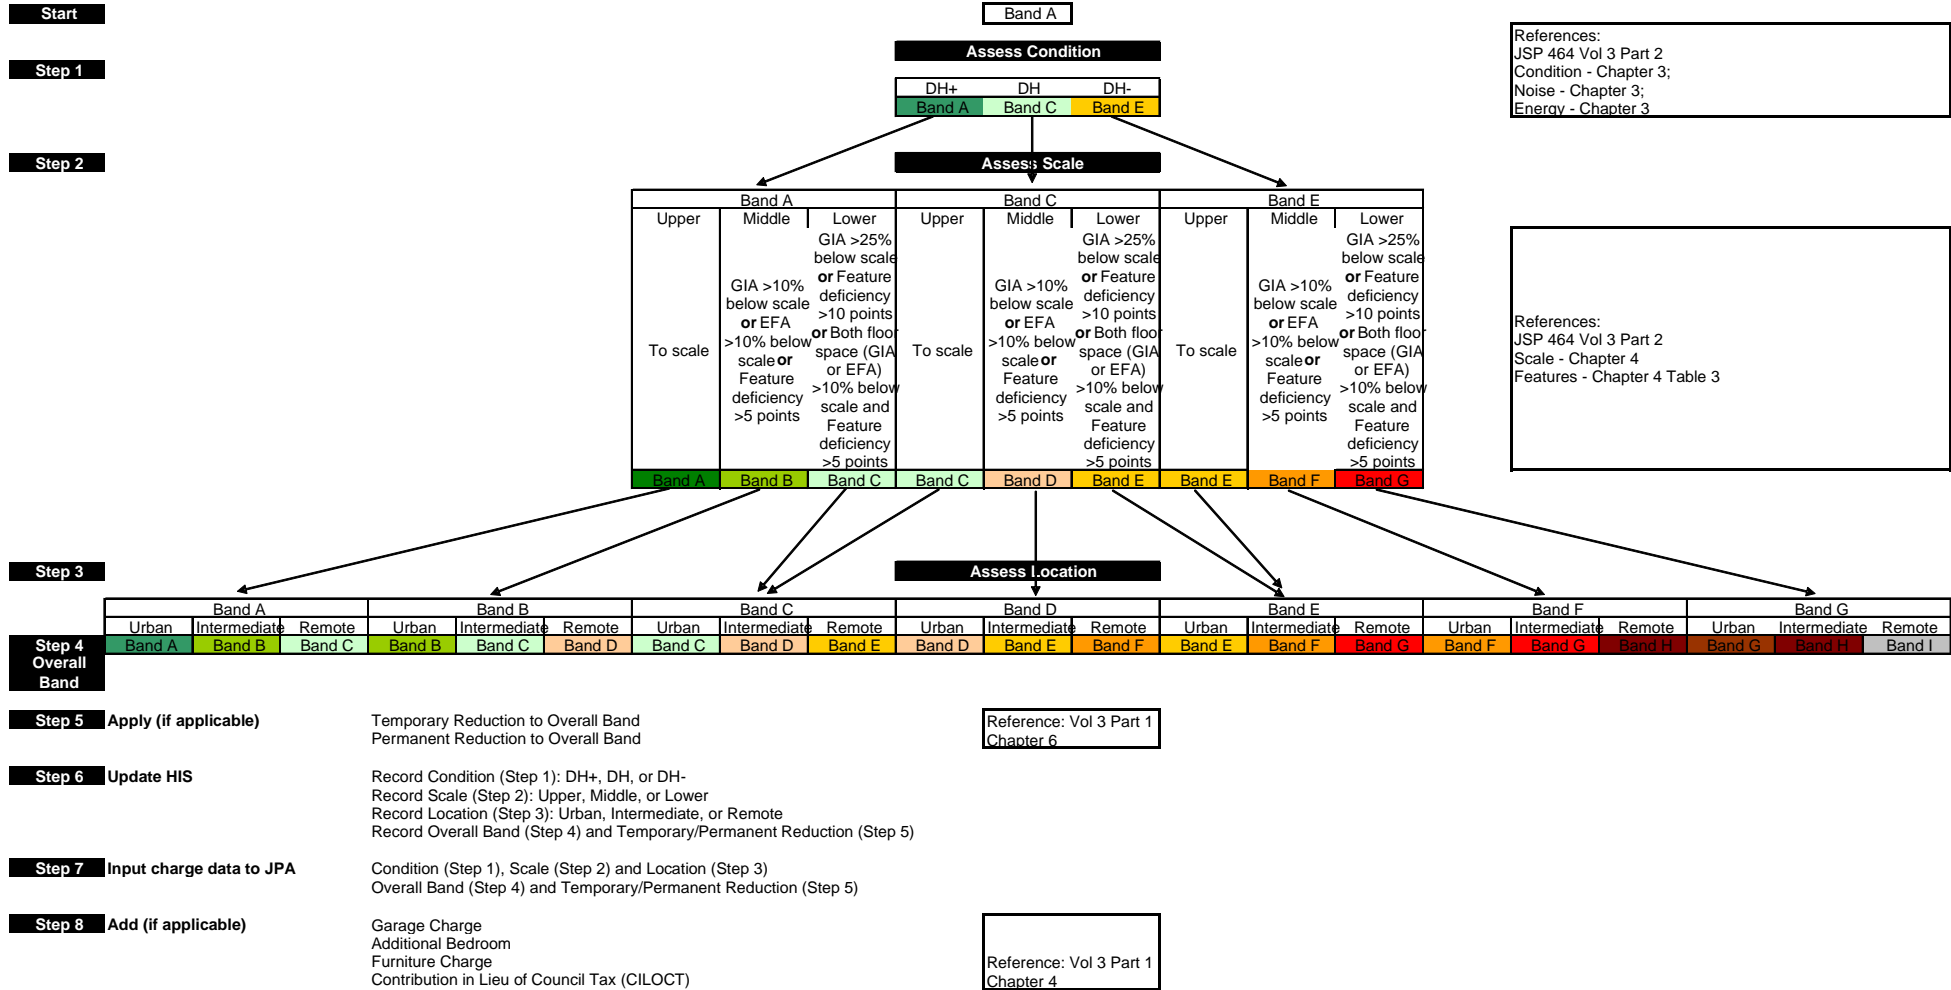 Start
Band A
Assess Condition
Step 1
DH+ DH DH-
Band A Band C Band E
References:
JSP 464 Vol 3 Part 2
Condition - Chapter 3;
Noise - Chapter 3;
Energy - Chapter 3
Step 2
Assess Scale
Band A Band C Band E
Upper Middle Lower Upper Middle Lower Upper Middle Lower
To scale
GIA >10%
below scale
or EFA
>10% below
scale or
Feature
deficiency
>5 points
GIA >25%
below scale
or Feature
deficiency
>10 points
or Both floor
space (GIA
or EFA)
>10% below
scale and
Feature
deficiency
>5 points
To scale
GIA >10%
below scale
or EFA
>10% below
scale or
Feature
deficiency
>5 points
GIA >25%
below scale
or Feature
deficiency
>10 points
or Both floor
space (GIA
or EFA)
>10% below
scale and
Feature
deficiency
>5 points
To scale
GIA >10%
below scale
or EFA
>10% below
scale or
Feature
deficiency
>5 points
GIA >25%
below scale
or Feature
deficiency
>10 points
or Both floor
space (GIA
or EFA)
>10% below
scale and
Feature
deficiency
>5 points
References:
JSP 464 Vol 3 Part 2
Scale - Chapter 4
Features - Chapter 4 Table 3
Band A Band B Band C Band C Band D Band E Band E Band F Band G
Step 3
Assess Location
Band A Band B Band C Band D Band E Band F Band G
Urban Intermediate Remote Urban Intermediate Remote Urban Intermediate Remote Urban Intermediate Remote Urban Intermediate Remote Urban Intermediate Remote Urban Intermediate Remote
Step 4 Band A Band B Band C Band B Band C Band D Band C Band D Band E Band D Band E Band F Band E Band F Band G Band F Band G Band H Band G Band H Band I
Overall
Band
Step 5 Apply (if applicable) Temporary Reduction to Overall Band
Permanent Reduction to Overall Band
Reference: Vol 3 Part 1
Chapter 6
Step 6 Update HIS Record Condition (Step 1): DH+, DH, or DH-
Record Scale (Step 2): Upper, Middle, or Lower
Record Location (Step 3): Urban, Intermediate, or Remote
Record Overall Band (Step 4) and Temporary/Permanent Reduction (Step 5)
Step 7 Input charge data to JPA Condition (Step 1), Scale (Step 2) and Location (Step 3)
Overall Band (Step 4) and Temporary/Permanent Reduction (Step 5)
Step 8 Add (if applicable) Garage Charge
Additional Bedroom
Furniture Charge
Contribution in Lieu of Council Tax (CILOCT)
Reference: Vol 3 Part 1
Chapter 4